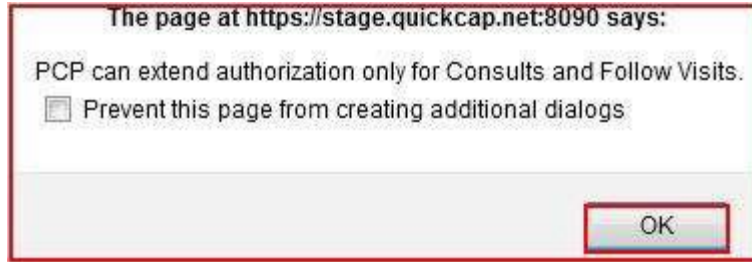 The page at https://stage.quickcap.net:8090 says:
PCP can extend authorization only for Consults and Follow Visits.
Prevent this page from creating additional dialogs
OK